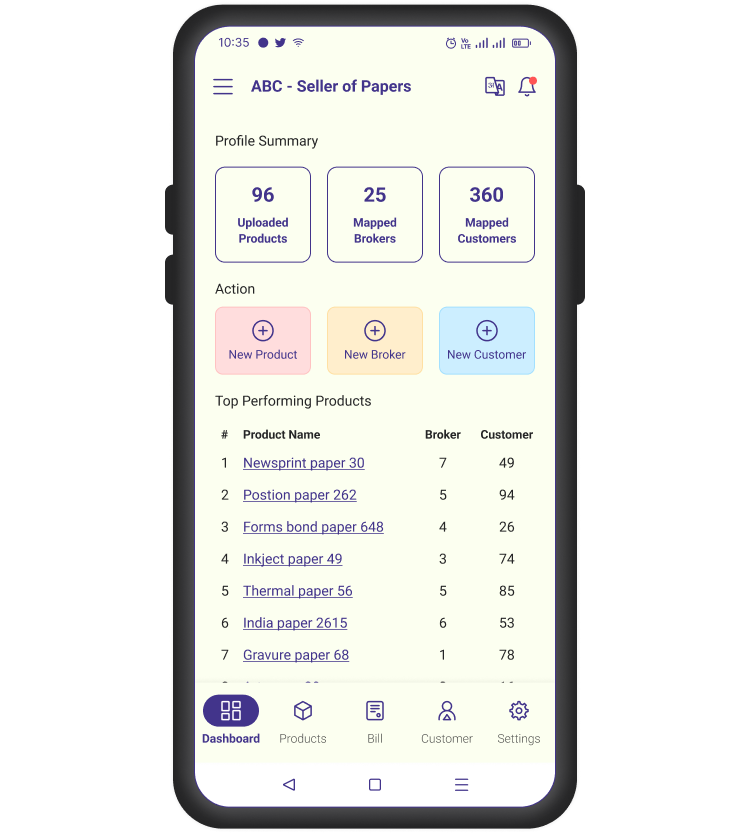 10:35 Vo LTE
ABC - Seller of Papers
Profile Summary
96 25 360
Uploaded Mapped Mapped
Products Brokers Customers
Action
New Product New Broker New Customer
Top Performing Products
# Product Name Broker Customer
1 Newsprint paper 30 7 49
2 Postion paper 262 5 94
3 Forms bond paper 648 4 26
4 Inkject paper 49 3 74
5 Thermal paper 56 5 85
6 India paper 2615 6 53
7 Gravure paper 68 1 78
Dashboard Products Bill Customer Settings